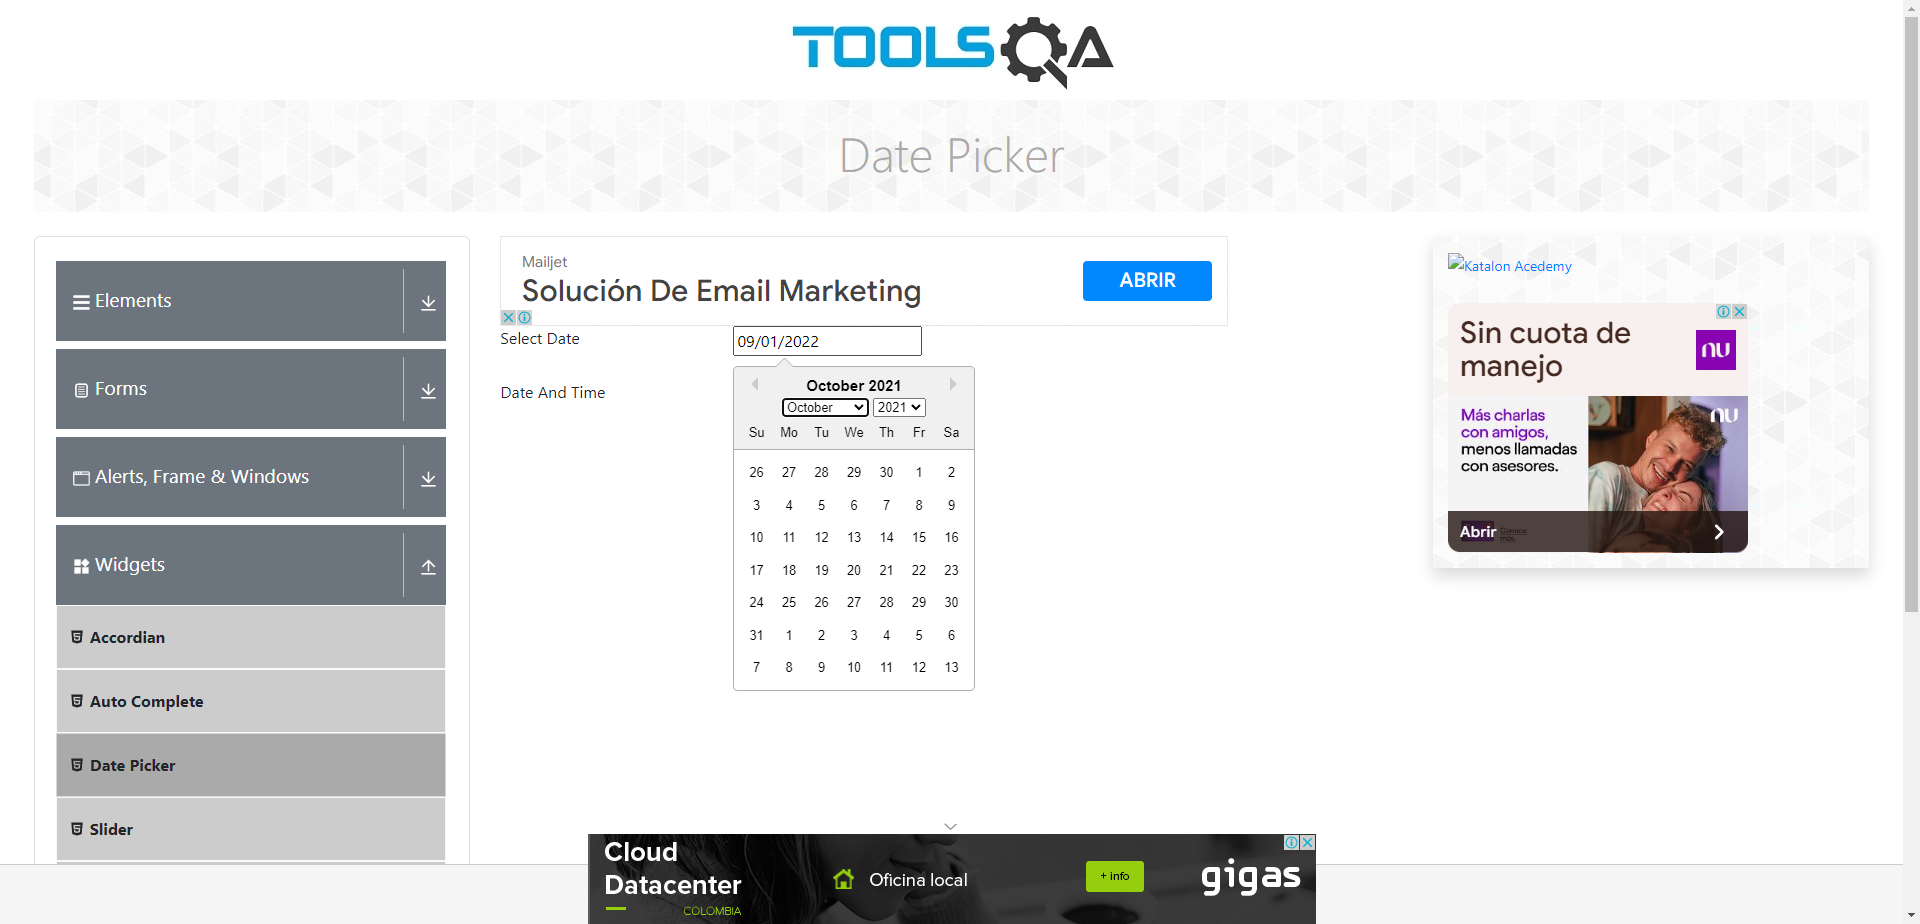 TOOLSQA
Date Picker
Elements
Forms
Alerts, Frame & Windows
Widgets
Accordian
Auto Complete
Date Picker
Slider
Mailjet
Solución De Email Marketing
ABRIR
Select Date
09/01/2022
Date And Time
October 2021
October 2021
Su Mo Tu We Th Fr Sa
26 27 28 29 30 1 2
3 4 5 6 7 8 9
10 11 12 13 14 15 16
17 18 19 20 21 22 23
24 25 26 27 28 29 30
31 1 2 3 4 5 6
7 8 9 10 11 12 13
Katalon Acedemy
Sin cuota de
manejo
nu
Más charlas
con amigos,
menos llamadas
con asesores.
nu
Abrir
Conoce
más.
Cloud
Datacenter
COLOMBIA
Oficina local
+ info
gigas